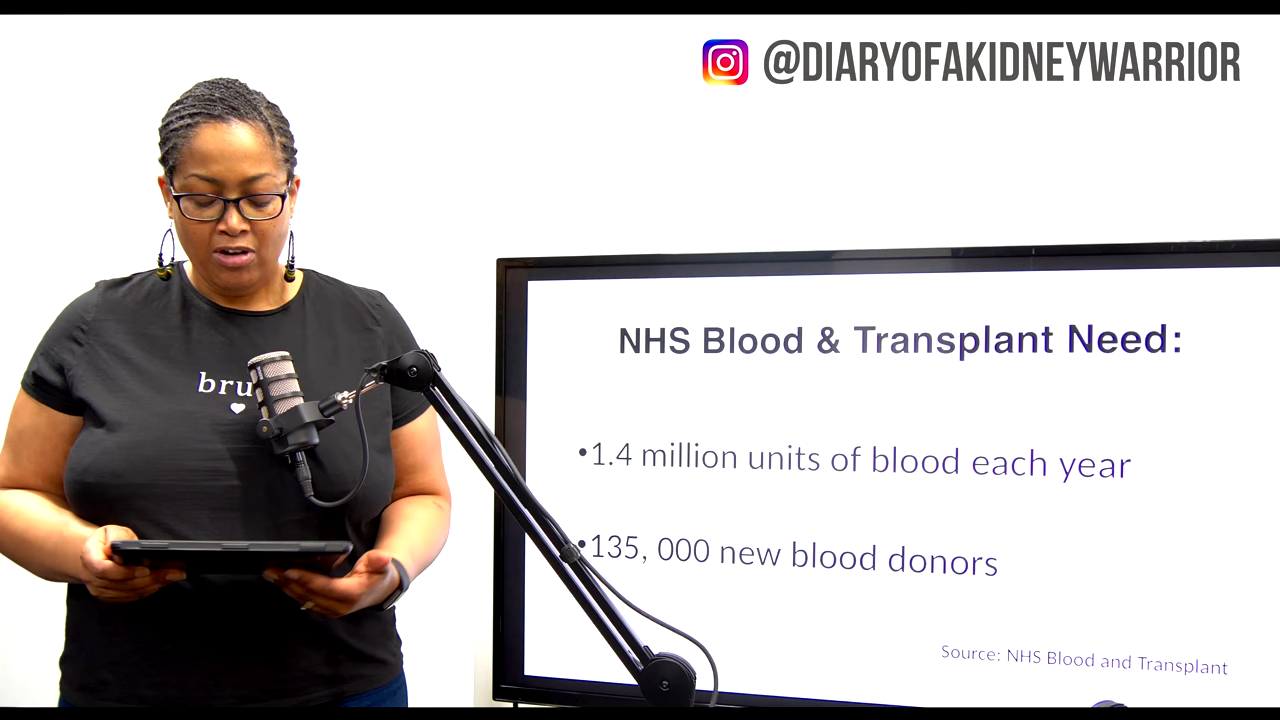 @DIARYOFAKIDNEYWARRIOR
NHS Blood & Transplant Need:
•1.4 million units of blood each year
•135, 000 new blood donors
Source: NHS Blood and Transplant